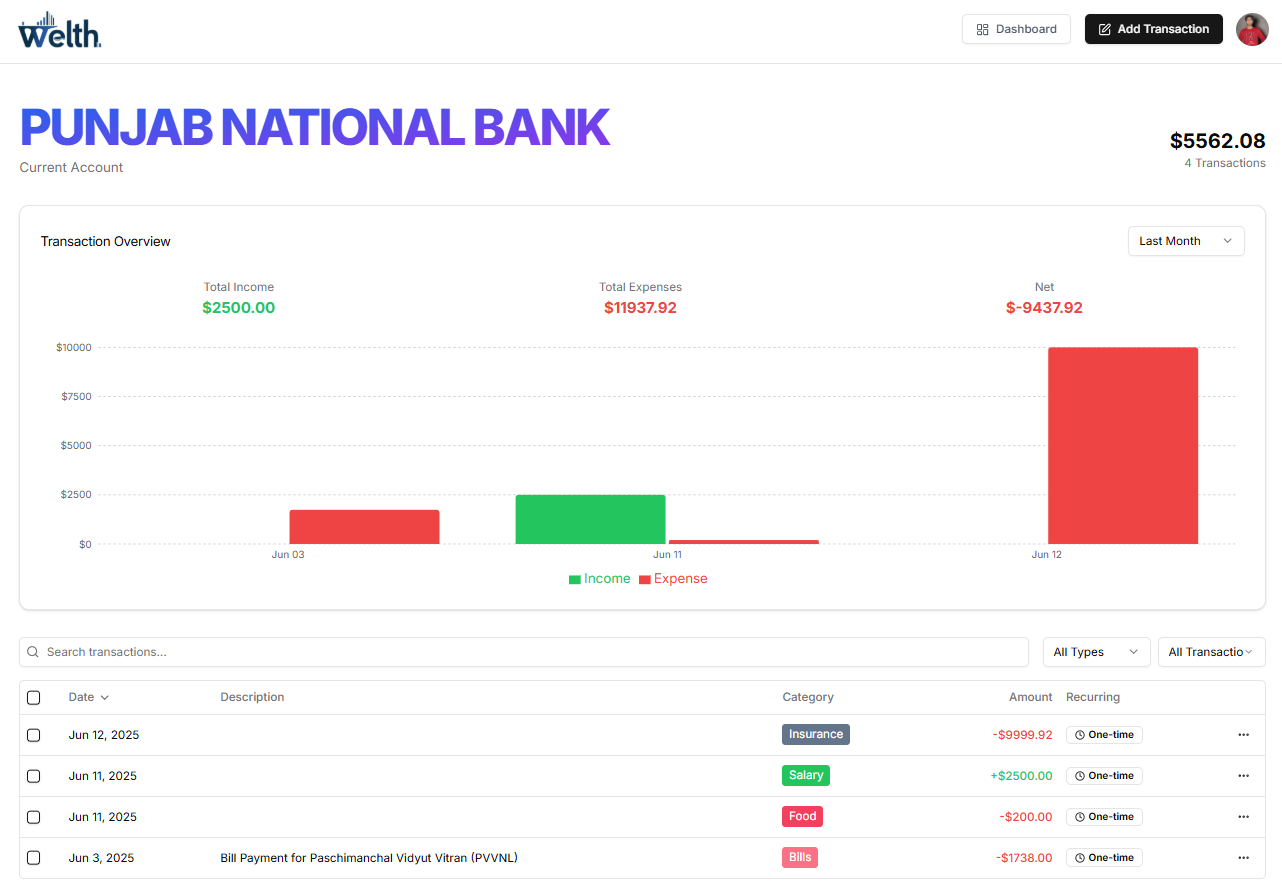 Welth.
Dashboard
Add Transaction
PUNJAB NATIONAL BANK
Current Account
$5562.08
4 Transactions
Transaction Overview
Last Month
Total Income
$2500.00
Total Expenses
$11937.92
Net
$-9437.92
$10000
$7500
$5000
$2500
$0
Jun 03
Jun 11
Jun 12
Income
Expense
Search transactions...
All Types
All Transactio
Date Description Category Amount Recurring
Jun 12, 2025 Insurance -$9999.92 One-time
Jun 11, 2025 Salary +$2500.00 One-time
Jun 11, 2025 Food -$200.00 One-time
Jun 3, 2025 Bill Payment for Paschimanchal Vidyut Vitran (PVVNL) Bills -$1738.00 One-time